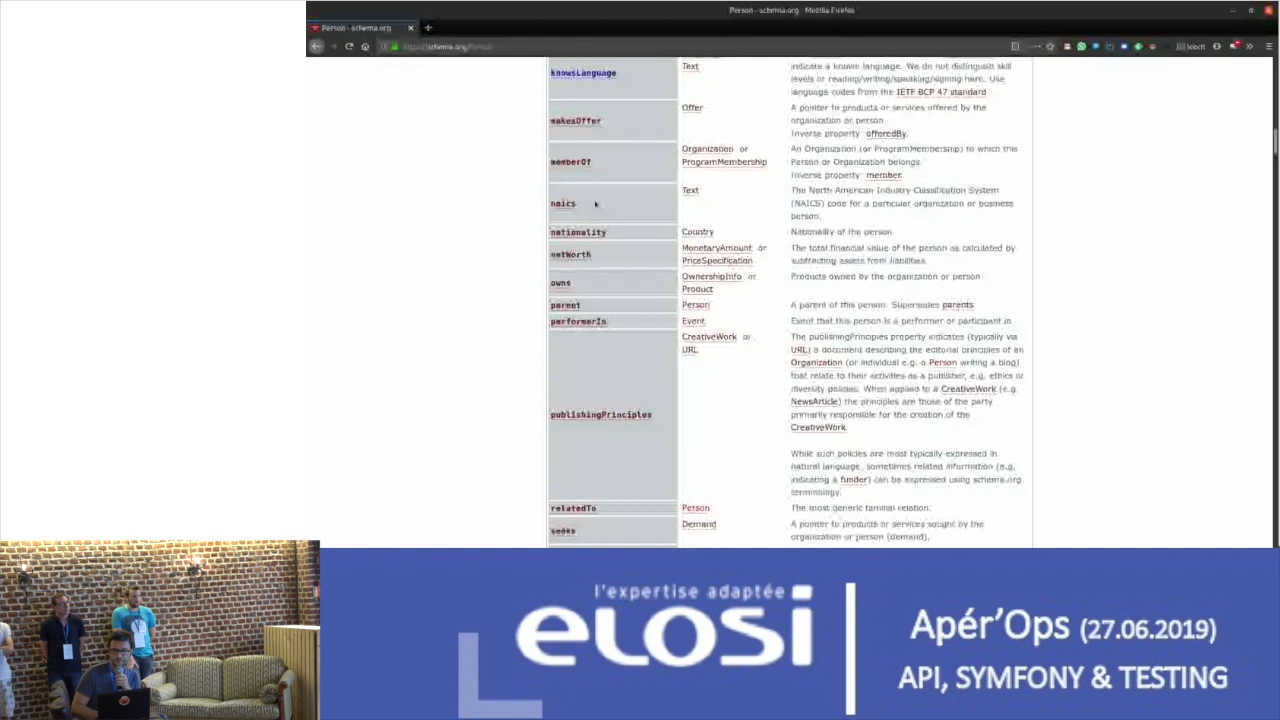 Person - schema.org - Mozilla Firefox
Person - schema.org
knowsLanguage
Text
indicate a known language. We do not distinguish skill
levels or reading/writing/speaking/signing here. Use
language codes from the IETF BCP 47 standard
makesOffer
Offer
A pointer to products or services offered by the
organization or person
Inverse property offeredBy.
memberOf
Organization or
ProgramMembership
An Organization (or ProgramMembership) to which this
Person or Organization belongs.
Inverse property member.
naics
Text
The North American Industry Classification System
(NAICS) code for a particular organization or business
person.
nationality
Country
Nationality of the person
netWorth
MonetaryAmount or
PriceSpecification
The total financial value of the person as calculated by
subtracting assets from liabilities.
owns
OwnershipInfo or
Product
Products owned by the organization or person
parent
Person
A parent of this person. Supersedes parents.
performerIn
Event
Event that this person is a performer or participant in
publishingPrinciples
CreativeWork or
URL
The publishingPrinciples property indicates (typically via
URL) a document describing the editorial principles of an
Organization (or individual e.g. a Person writing a blog)
that relate to their activities as a publisher, e.g. ethics or
diversity policies. When applied to a CreativeWork (e.g.
NewsArticle) the principles are those of the party
primarily responsible for the creation of the
CreativeWork.
While such policies are most typically expressed in
natural language, sometimes related information (e.g.
indicating a funder) can be expressed using schema.org
terminology.
relatedTo
Person
The most generic familial relation.
seeks
Demand
A pointer to products or services sought by the
organization or person (demand).
l'expertise adaptée
eLOSi
Apér'Ops (27.06.2019)
API, SYMFONY & TESTING